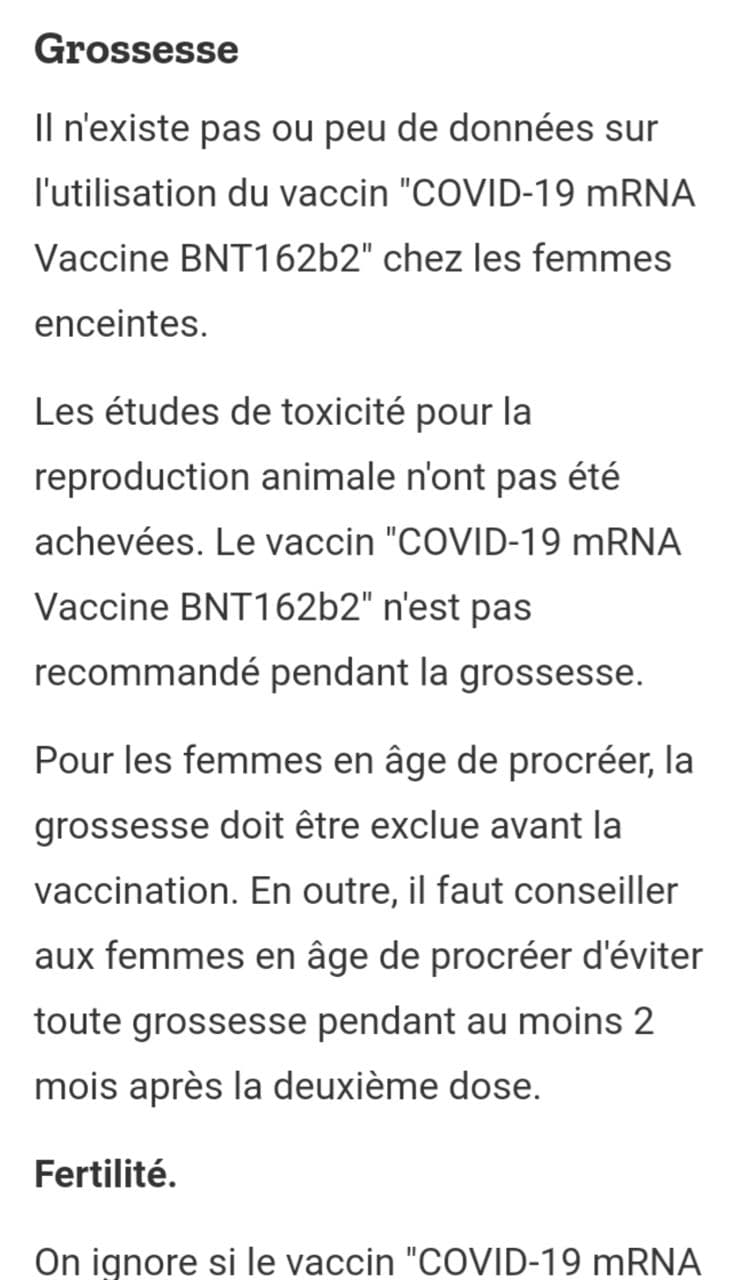 Grossesse
Il n'existe pas ou peu de données sur
l'utilisation du vaccin "COVID-19 mRNA
Vaccine BNT162b2" chez les femmes
enceintes.
Les études de toxicité pour la
reproduction animale n'ont pas été
achevées. Le vaccin "COVID-19 mRNA
Vaccine BNT162b2" n'est pas
recommandé pendant la grossesse.
Pour les femmes en âge de procréer, la
grossesse doit être exclue avant la
vaccination. En outre, il faut conseiller
aux femmes en âge de procréer d'éviter
toute grossesse pendant au moins 2
mois après la deuxième dose.
Fertilité.
On ignore si le vaccin "COVID-19 mRNA